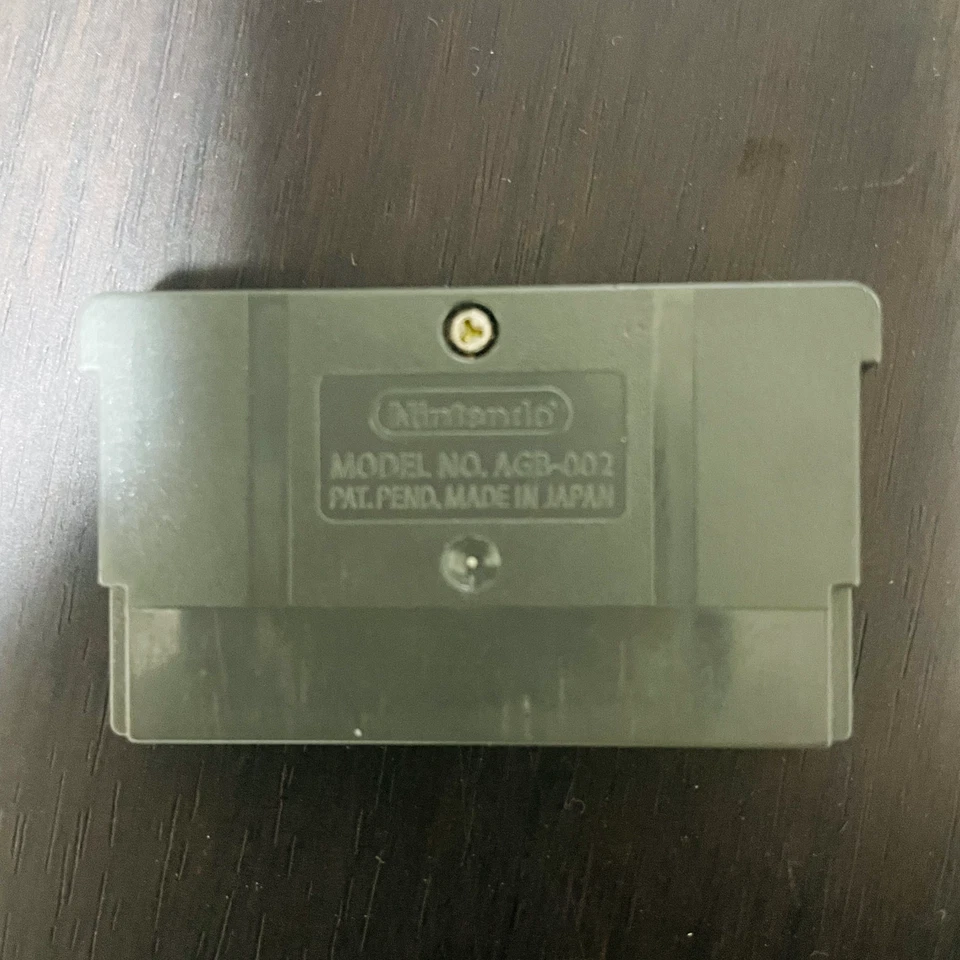 Nintendo
MODEL NO. AGB-002
PAT. PEND. MADE IN JAPAN